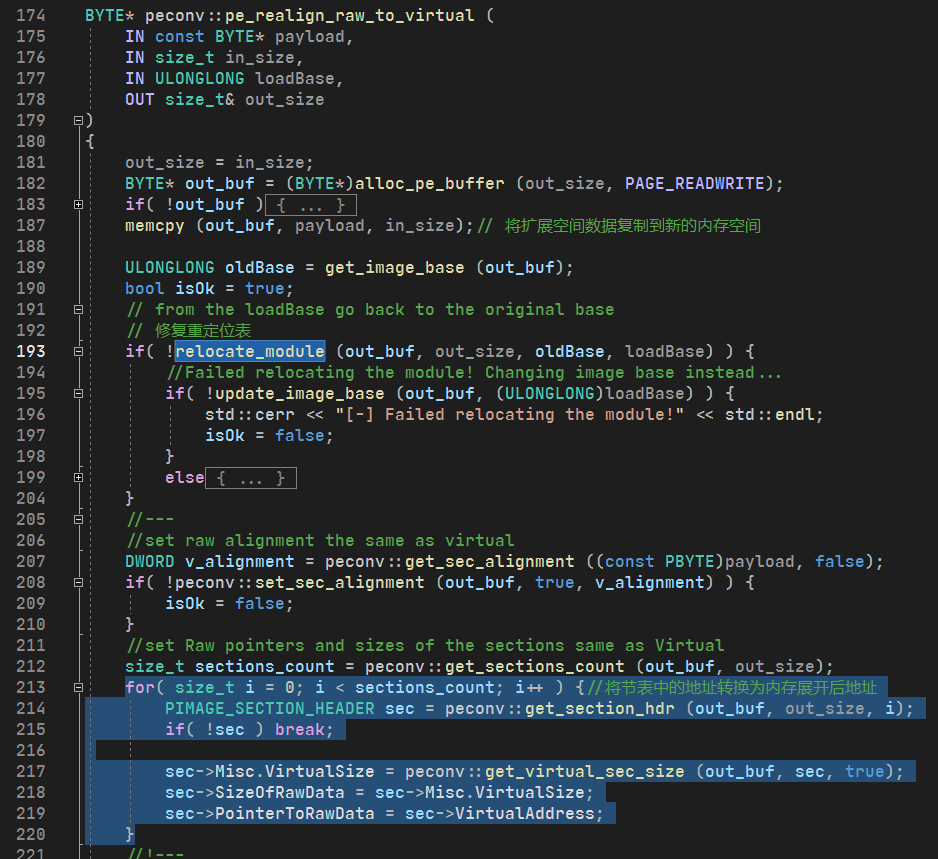 174 BYTE* peconv::pe_realign_raw_to_virtual (
175 IN const BYTE* payload,
176 IN size_t in_size,
177 IN ULONGLONG loadBase,
178 OUT size_t& out_size
179 )
180 {
181 out_size = in_size;
182 BYTE* out_buf = (BYTE*)alloc_pe_buffer (out_size, PAGE_READWRITE);
183 if( !out_buf ){ ... }
187 memcpy (out_buf, payload, in_size);// 将扩展空间数据复制到新的内存空间
188
189 ULONGLONG oldBase = get_image_base (out_buf);
190 bool isOk = true;
191 // from the loadBase go back to the original base
192 // 修复重定位表
193 if( !relocate_module (out_buf, out_size, oldBase, loadBase) ) {
194 //Failed relocating the module! Changing image base instead...
195 if( !update_image_base (out_buf, (ULONGLONG)loadBase) ) {
196 std::cerr << "[-] Failed relocating the module!" << std::endl;
197 isOk = false;
198 }
199 else{ ... }
204 }
205 //---
206 //set raw alignment the same as virtual
207 DWORD v_alignment = peconv::get_sec_alignment ((const PBYTE)payload, false);
208 if( !peconv::set_sec_alignment (out_buf, true, v_alignment) ) {
209 isOk = false;
210 }
211 //set Raw pointers and sizes of the sections same as Virtual
212 size_t sections_count = peconv::get_sections_count (out_buf, out_size);
213 for( size_t i = 0; i < sections_count; i++ ) {//将节表中的地址转换为内存展开后地址
214 PIMAGE_SECTION_HEADER sec = peconv::get_section_hdr (out_buf, out_size, i);
215 if( !sec ) break;
216
217 sec->Misc.VirtualSize = peconv::get_virtual_sec_size (out_buf, sec, true);
218 sec->SizeOfRawData = sec->Misc.VirtualSize;
219 sec->PointerToRawData = sec->VirtualAddress;
220 }
221 //!---